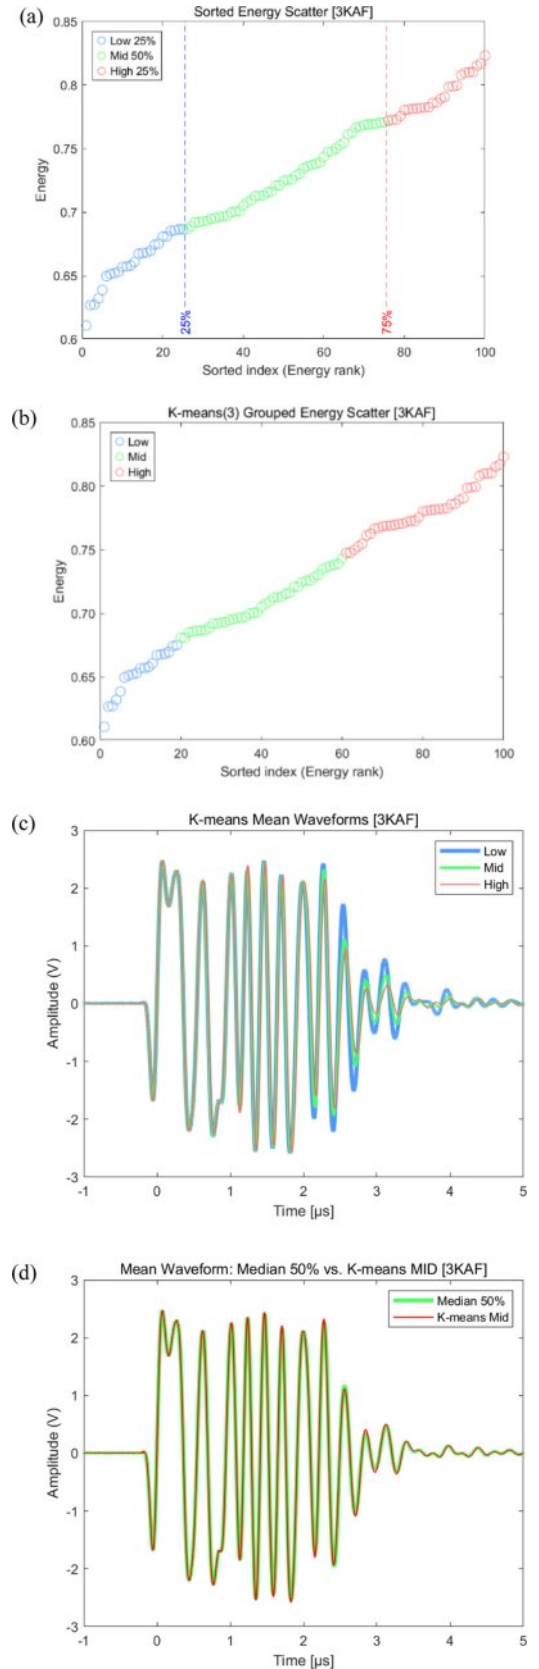 (a)
Sorted Energy Scatter [3KAF]
0.85
0.8
0.75
0.7
0.65
0.6
Energy
Low 25%
Mid 50%
High 25%
25%
75%
0 20 40 60 80 100
Sorted index (Energy rank)
(b)
K-means(3) Grouped Energy Scatter [3KAF]
0.85
0.80
0.75
0.70
0.65
0.60
Energy
Low
Mid
High
0 20 40 60 80 100
Sorted index (Energy rank)
(c)
K-means Mean Waveforms [3KAF]
3
2
1
0
-1
-2
-3
Amplitude (V)
Low
Mid
High
-1 0 1 2 3 4 5
Time [µs]
(d)
Mean Waveform: Median 50% vs. K-means MID [3KAF]
3
2
1
0
-1
-2
-3
Amplitude (V)
Median 50%
K-means Mid
-1 0 1 2 3 4 5
Time [µs]